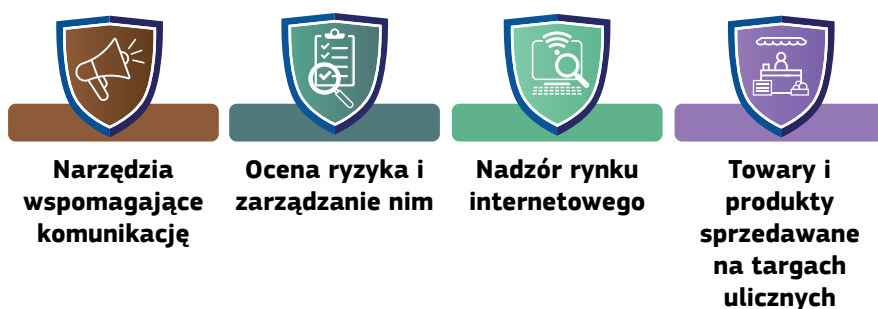 Narzędzia
wspomagające
komunikację
Ocena ryzyka i
zarządzanie nim
Nadzór rynku
internetowego
Towary i
produkty
sprzedawane
na targach
ulicznych